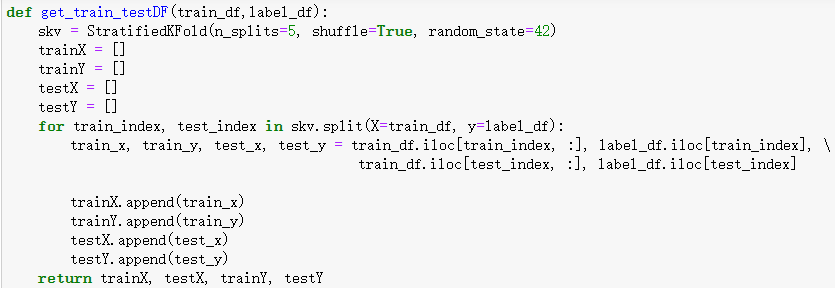 def get_train_testDF(train_df,label_df):
    skv = StratifiedKFold(n_splits=5, shuffle=True, random_state=42)
    trainX = []
    trainY = []
    testX = []
    testY = []
    for train_index, test_index in skv.split(X=train_df, y=label_df):
        train_x, train_y, test_x, test_y = train_df.iloc[train_index, :], label_df.iloc[train_index], \
                                           train_df.iloc[test_index, :], label_df.iloc[test_index]

        trainX.append(train_x)
        trainY.append(train_y)
        testX.append(test_x)
        testY.append(test_y)
    return trainX, testX, trainY, testY